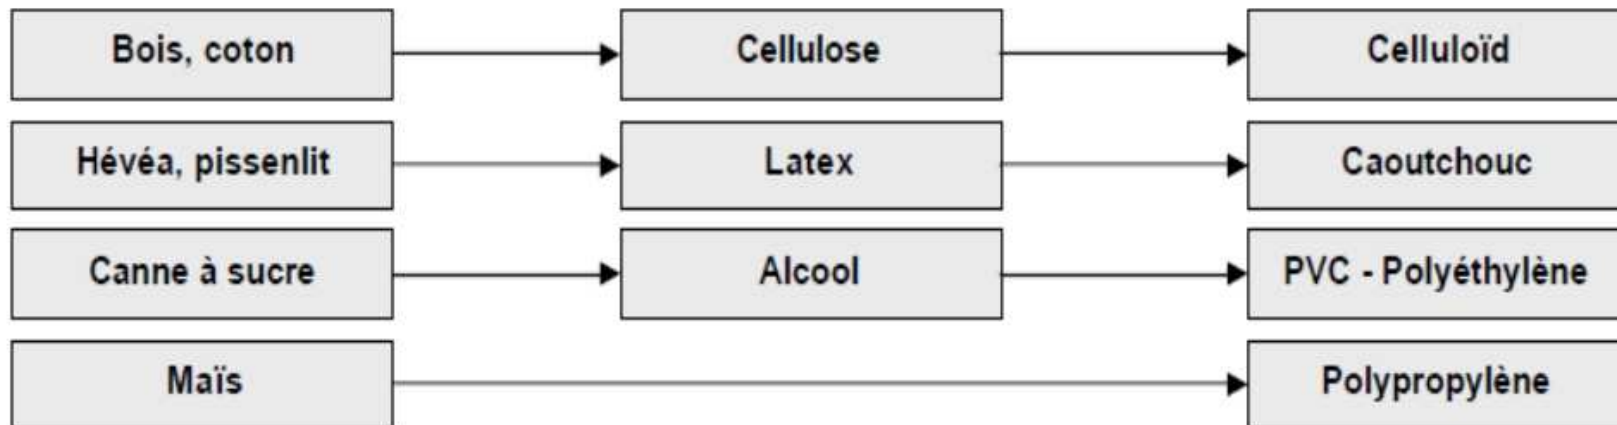 Bois, coton
Cellulose
Celluloïd
Hévéa, pissenlit
Latex
Caoutchouc
Canne à sucre
Alcool
PVC - Polyéthylène
Maïs
Polypropylène